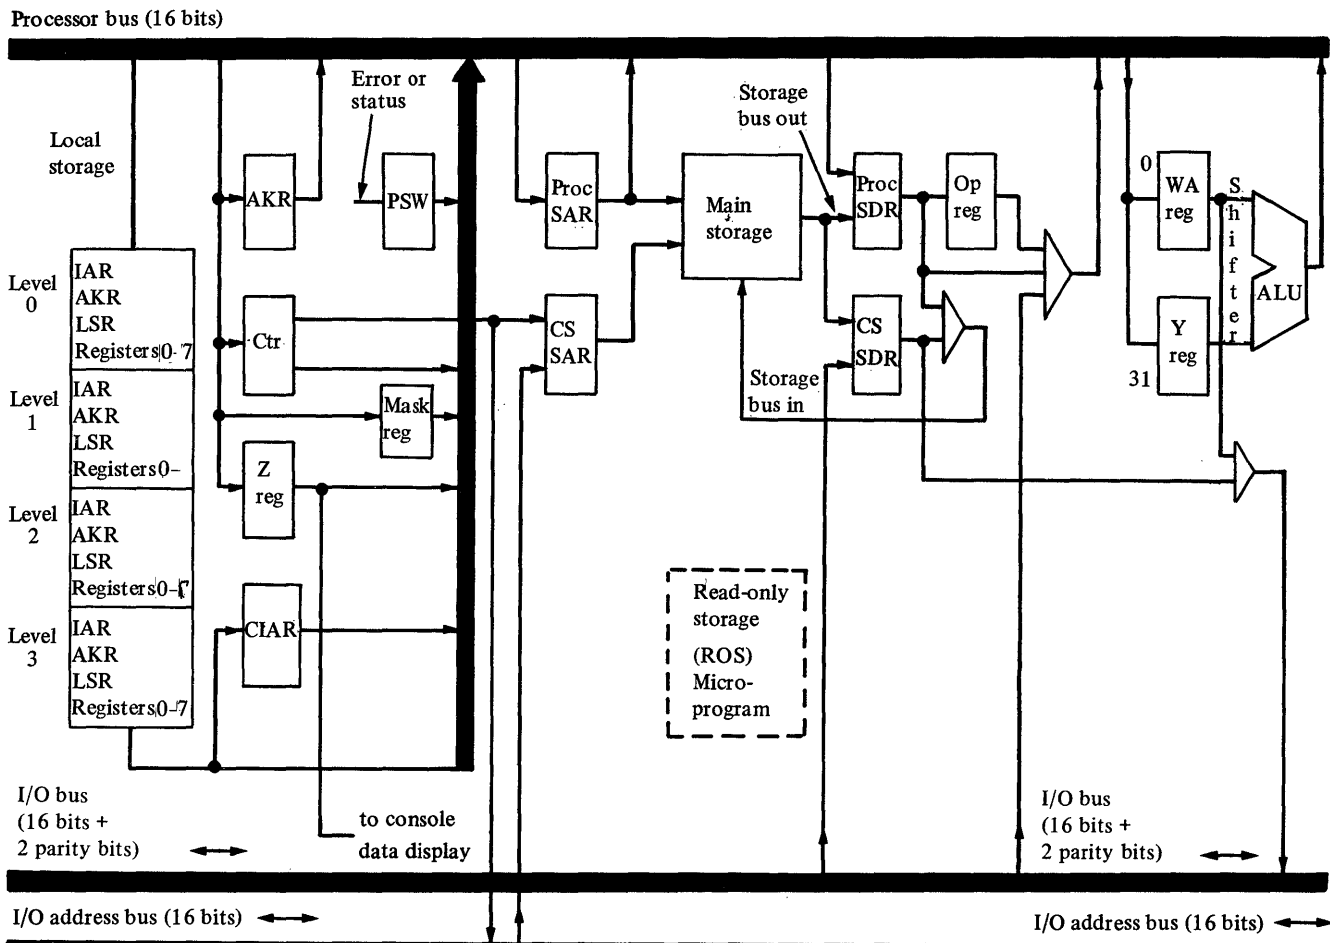 Processor bus (16 bits)
Local
storage
Level
0
IAR
AKR
LSR
Registers 0-7
Level
1
IAR
AKR
LSR
Registers 0-
Level
2
IAR
AKR
LSR
Registers 0-
Level
3
IAR
AKR
LSR
Registers 0-7
AKR
Error or
status
PSW
Ctr
Mask
reg
Z
reg
CIAR
to console
data display
Proc
SAR
CS
SAR
Main
storage
Storage
bus out
Storage
bus in
Proc
SDR
Op
reg
CS
SDR
Read-only
storage
(ROS)
Micro-
program
0
WA
reg
Y
reg
31
Shifter
ALU
I/O bus
(16 bits +
2 parity bits)
I/O bus
(16 bits +
2 parity bits)
I/O address bus (16 bits)
I/O address bus (16 bits)